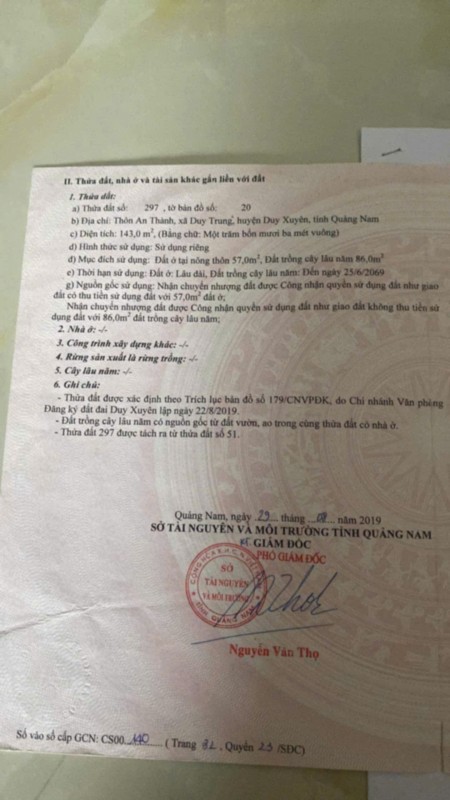 II. Thửa đất, nhà ở và tài sản khác gắn liền với đất
1. Thửa đất:
a) Thửa đất số: 297 , tờ bản đồ số: 20
b) Địa chỉ: Thôn An Thành, xã Duy Trung, huyện Duy Xuyên, tỉnh Quảng Nam
c) Diện tích: 143,0 m², (Bằng chữ: Một trăm bốn mươi ba mét vuông)
d) Hình thức sử dụng: Sử dụng riêng
đ) Mục đích sử dụng: Đất ở tại nông thôn 57,0m², Đất trồng cây lâu năm 86,0m²
e) Thời hạn sử dụng: Đất ở: Lâu dài, Đất trồng cây lâu năm: Đến ngày 25/6/2069
g) Nguồn gốc sử dụng: Nhận chuyển nhượng đất được Công nhận quyền sử dụng đất như giao
đất có thu tiền sử dụng đất với 57,0m² đất ở;
Nhận chuyển nhượng đất được Công nhận quyền sử dụng đất như giao đất không thu tiền sử
dụng đất với 86,0m² đất trồng cây lâu năm;
2. Nhà ở: -/-
3. Công trình xây dựng khác: -/-
4. Rừng sản xuất là rừng trồng: -/-
5. Cây lâu năm: -/-
6. Ghi chú:
- Thửa đất được xác định theo Trích lục bản đồ số 179/CNVPĐK, do Chi nhánh Văn phòng
Đăng ký đất đai Duy Xuyên lập ngày 22/8/2019.
- Đất trồng cây lâu năm có nguồn gốc từ đất vườn, ao trong cùng thửa đất có nhà ở.
- Thửa đất 297 được tách ra từ thửa đất số 51.
Quảng Nam, ngày 29 tháng 08 năm 2019
SỞ TÀI NGUYÊN VÀ MÔI TRƯỜNG TỈNH QUẢNG NAM
KT. GIÁM ĐỐC
PHÓ GIÁM ĐỐC
SỞ
TÀI NGUYÊN
VÀ MÔI TRƯỜNG
TỈNH QUẢNG NAM
Nguyễn Văn Thọ
Số vào sổ cấp GCN: CS00 140 ( Trang 82 , Quyển 23 /SĐC)